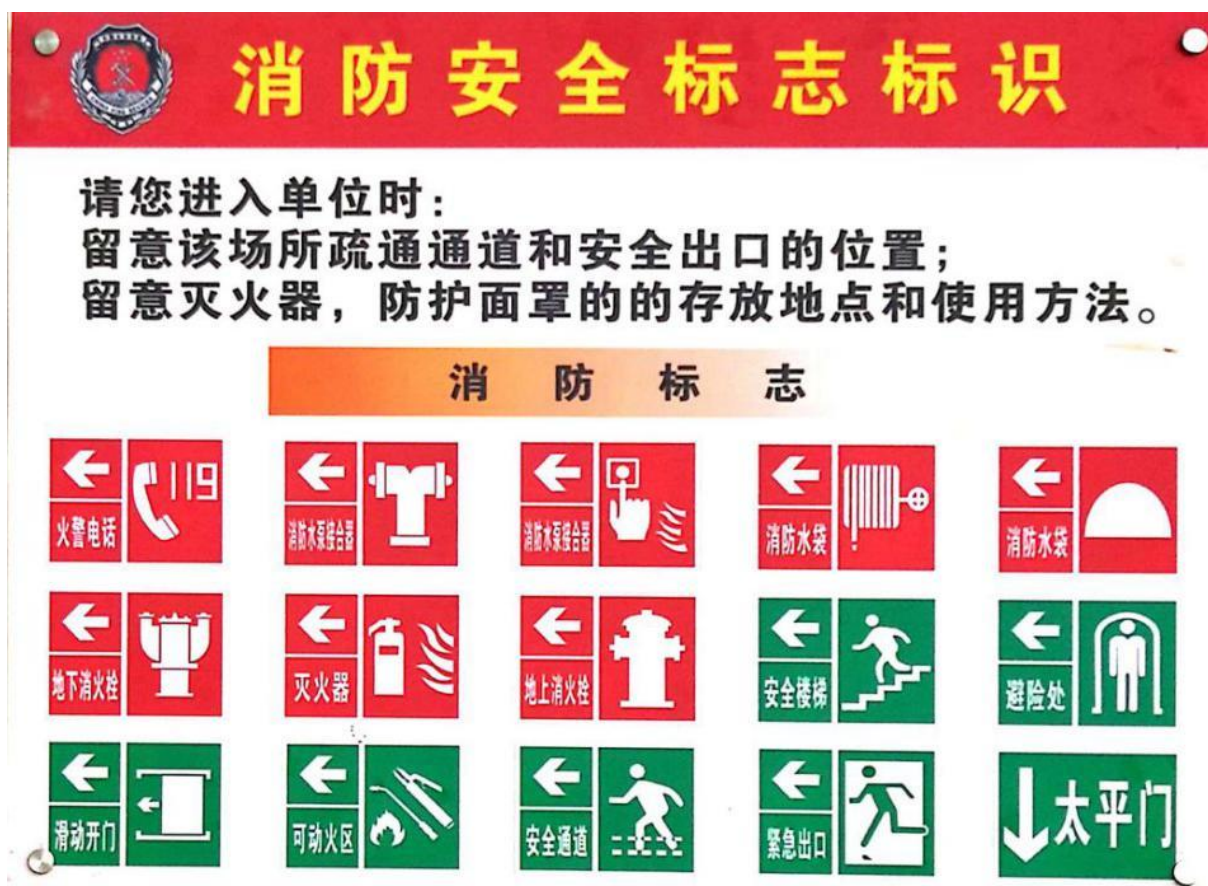 消防安全标志标识
请您进入单位时：
留意该场所疏通通道和安全出口的位置；
留意灭火器，防护面罩的的存放地点和使用方法。
消防标志
火警电话
119
消防水泵接合器
消防水泵接合器
消防水袋
消防水袋
地下消火栓
灭火器
地上消火栓
安全楼梯
避险处
滑动开门
可动火区
安全通道
紧急出口
太平门